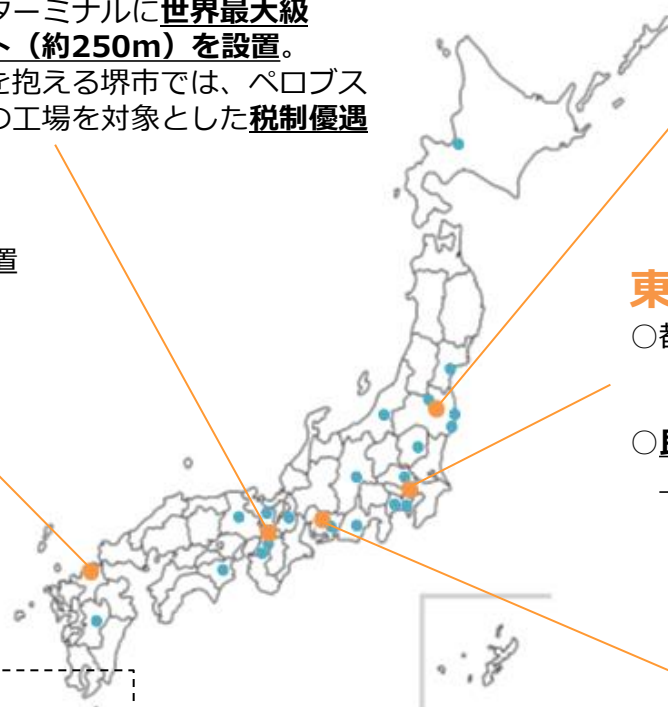 ターミナルに世界最大級
ト（約250m）を設置。
を抱える堺市では、ペロブス
の工場を対象とした税制優遇
置
東
○都
○